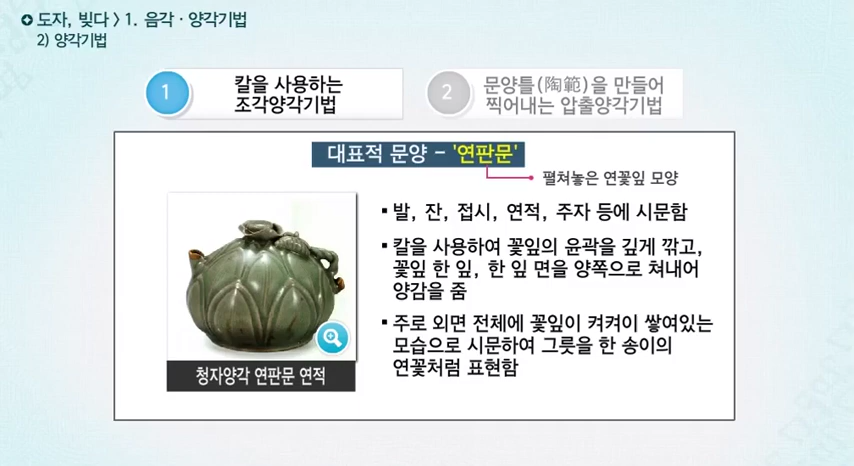 도자, 빚다 > 1. 음각 · 양각기법
2) 양각기법
1
칼을 사용하는
조각양각기법
2
문양틀(陶範)을 만들어
찍어내는 압출양각기법
대표적 문양 – '연판문'
펼쳐놓은 연꽃잎 모양
▪ 발, 잔, 접시, 연적, 주자 등에 시문함
▪ 칼을 사용하여 꽃잎의 윤곽을 깊게 깎고,
꽃잎 한 잎, 한 잎 면을 양쪽으로 쳐내어
양감을 줌
▪ 주로 외면 전체에 꽃잎이 켜켜이 쌓여있는
모습으로 시문하여 그릇을 한 송이의
연꽃처럼 표현함
청자양각 연판문 연적